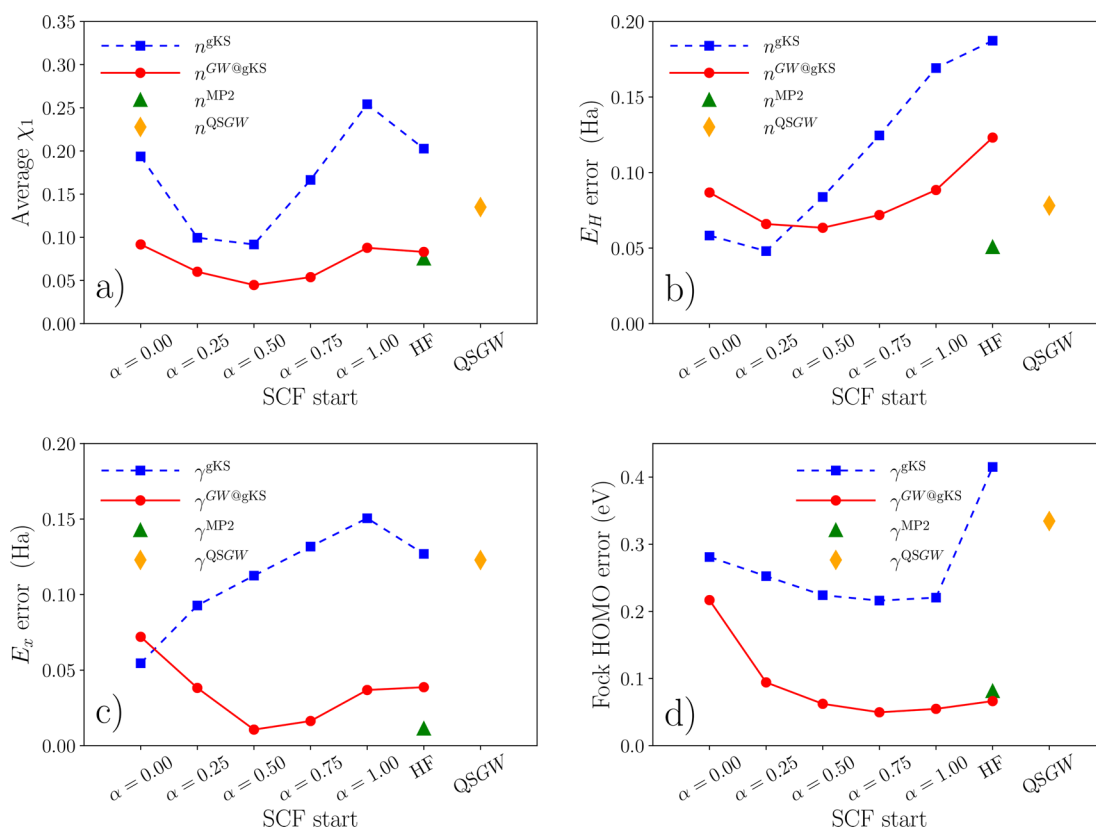 0.35
0.30
0.25
0.20
0.15
0.10
0.05
0.00
Average χ₁
n^gKS
n^GW@gKS
n^MP2
n^QSGW
a)
α = 0.00
α = 0.25
α = 0.50
α = 0.75
α = 1.00
HF
QSGW
SCF start
0.20
0.15
0.10
0.05
0.00
E_H error (Ha)
n^gKS
n^GW@gKS
n^MP2
n^QSGW
b)
α = 0.00
α = 0.25
α = 0.50
α = 0.75
α = 1.00
HF
QSGW
SCF start
0.20
0.15
0.10
0.05
0.00
E_x error (Ha)
γ^gKS
γ^GW@gKS
γ^MP2
γ^QSGW
c)
α = 0.00
α = 0.25
α = 0.50
α = 0.75
α = 1.00
HF
QSGW
SCF start
0.4
0.3
0.2
0.1
0.0
Fock HOMO error (eV)
γ^gKS
γ^GW@gKS
γ^MP2
γ^QSGW
d)
α = 0.00
α = 0.25
α = 0.50
α = 0.75
α = 1.00
HF
QSGW
SCF start